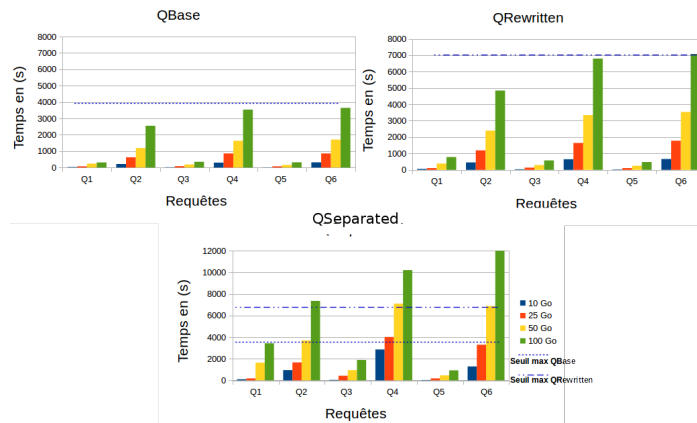 QBase
Temps en (s)
8000
7000
6000
5000
4000
3000
2000
1000
0
Q1 Q2 Q3 Q4 Q5 Q6
Requêtes
QRewritten
Temps en (s)
8000
7000
6000
5000
4000
3000
2000
1000
0
Q1 Q2 Q3 Q4 Q5 Q6
Requêtes
QSeparated
Temps en (s)
12000
10000
8000
6000
4000
2000
0
Q1 Q2 Q3 Q4 Q5 Q6
Requêtes
10 Go
25 Go
50 Go
100 Go
Seuil max QBase
Seuil max QRewritten